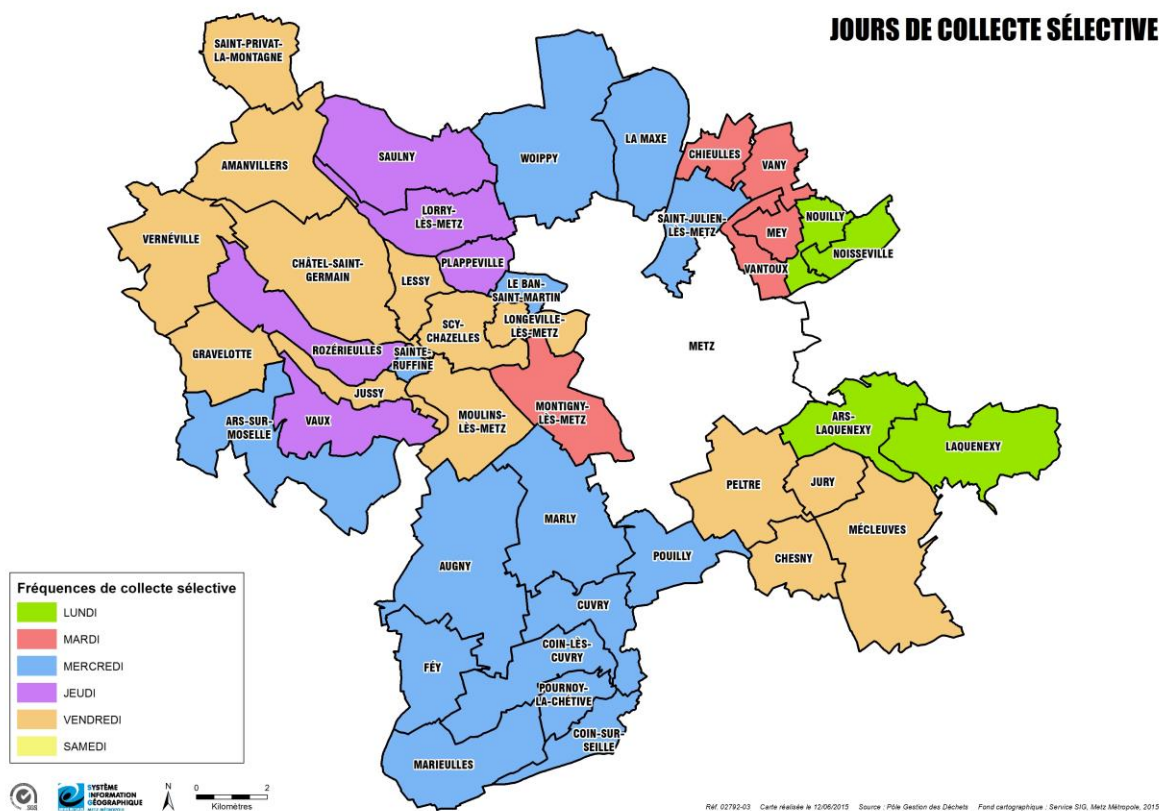 JOURS DE COLLECTE SÉLECTIVE
SAINT-PRIVAT-
LA-MONTAGNE
AMANVILLERS
SAULNY
WOIPPY
LA MAXE
CHIEULLES
VANY
LORRY-
LÈS-METZ
SAINT-JULIEN-
LÈS-METZ
MEY
NOUILLY
NOISSEVILLE
VANTOUX
VERNÉVILLE
CHÂTEL-SAINT-
GERMAIN
LESSY
PLAPPEVILLE
LE BAN-
SAINT-MARTIN
SCY-
CHAZELLES
LONGEVILLE-
LÈS-METZ
METZ
GRAVELOTTE
ROZÉRIEULLES
SAINTE-
RUFFINE
JUSSY
ARS-SUR-
MOSELLE
VAUX
MOULINS-
LÈS-METZ
MONTIGNY-
LÈS-METZ
ARS-
LAQUENEXY
LAQUENEXY
PELTRE
JURY
MÉCLEUVES
CHESNY
MARLY
POUILLY
AUGNY
CUVRY
COIN-LÈS-
CUVRY
FÉY
POURNOY-
LA-CHÉTIVE
COIN-SUR-
SEILLE
MARIEULLES
Fréquences de collecte sélective
LUNDI
MARDI
MERCREDI
JEUDI
VENDREDI
SAMEDI
SYSTÈME
INFORMATION
GÉOGRAPHIQUE
METZ MÉTROPOLE
N
0 2
Kilomètres
Réf. 02792-03 Carte réalisée le 12/06/2015 Source : Pôle Gestion des Déchets Fond cartographique : Service SIG, Metz Métropole, 2015